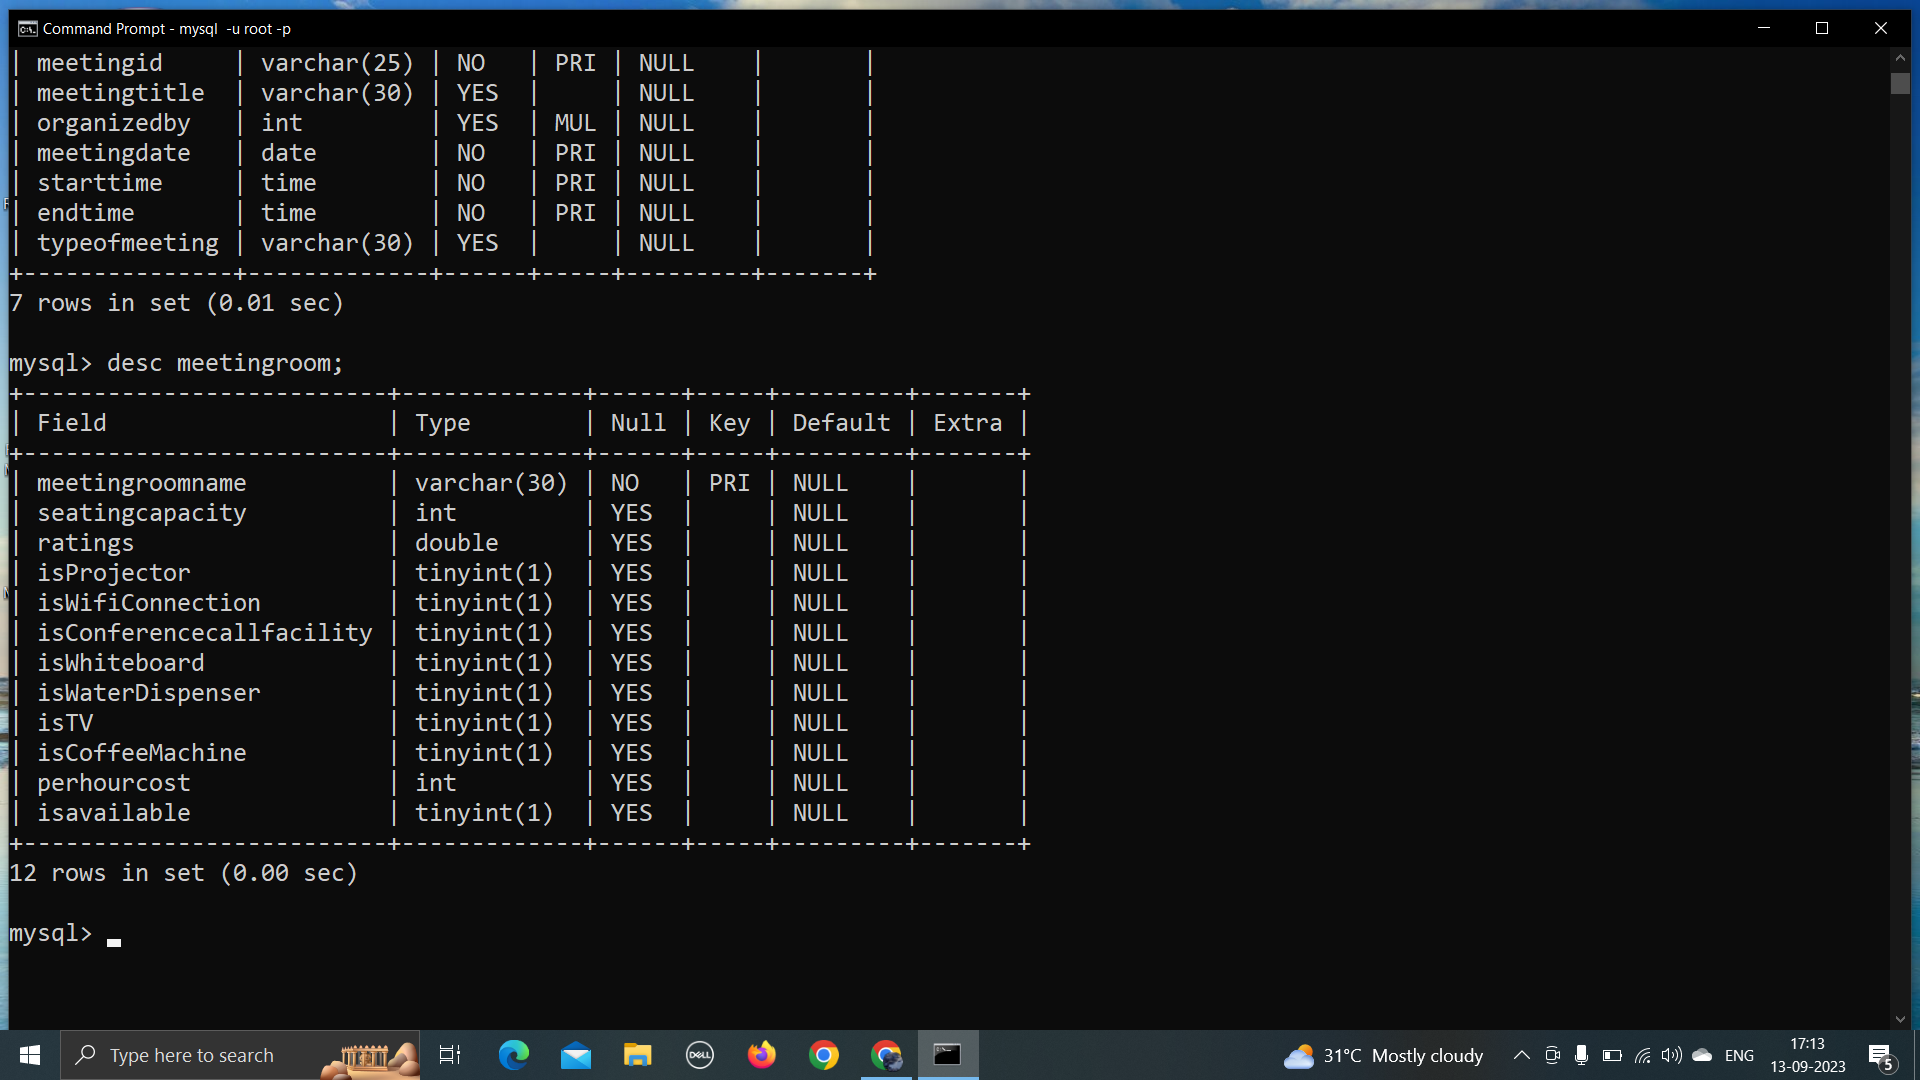 Command Prompt - mysql  -u root -p
| meetingid     | varchar(25) | NO   | PRI | NULL    |       |
| meetingtitle  | varchar(30) | YES  |     | NULL    |       |
| organizedby   | int         | YES  | MUL | NULL    |       |
| meetingdate   | date        | NO   | PRI | NULL    |       |
| starttime     | time        | NO   | PRI | NULL    |       |
| endtime       | time        | NO   | PRI | NULL    |       |
| typeofmeeting | varchar(30) | YES  |     | NULL    |       |
+---------------+-------------+------+-----+---------+-------+
7 rows in set (0.01 sec)
mysql> desc meetingroom;
+--------------------------+-------------+------+-----+---------+-------+
| Field                    | Type        | Null | Key | Default | Extra |
+--------------------------+-------------+------+-----+---------+-------+
| meetingroomname          | varchar(30) | NO   | PRI | NULL    |       |
| seatingcapacity          | int         | YES  |     | NULL    |       |
| ratings                  | double      | YES  |     | NULL    |       |
| isProjector              | tinyint(1)  | YES  |     | NULL    |       |
| isWifiConnection         | tinyint(1)  | YES  |     | NULL    |       |
| isConferencecallfacility | tinyint(1)  | YES  |     | NULL    |       |
| isWhiteboard             | tinyint(1)  | YES  |     | NULL    |       |
| isWaterDispenser         | tinyint(1)  | YES  |     | NULL    |       |
| isTV                     | tinyint(1)  | YES  |     | NULL    |       |
| isCoffeeMachine          | tinyint(1)  | YES  |     | NULL    |       |
| perhourcost              | int         | YES  |     | NULL    |       |
| isavailable              | tinyint(1)  | YES  |     | NULL    |       |
+--------------------------+-------------+------+-----+---------+-------+
12 rows in set (0.00 sec)
mysql>
Type here to search
DELL
31°C Mostly cloudy
ENG
17:13
13-09-2023
5